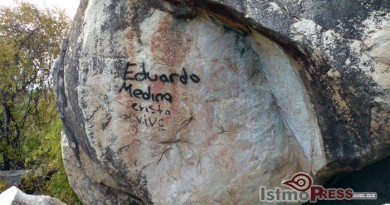 Eduardo
Medina
cristo
VIVE
IstmoPRESS
.com.mx